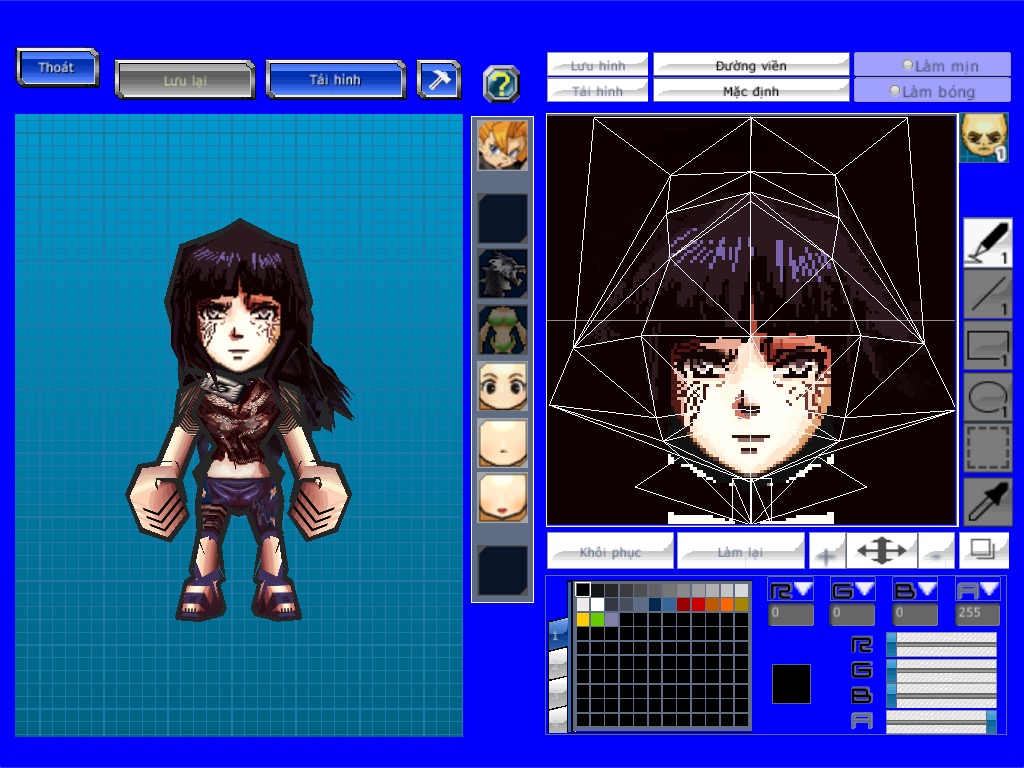 Thoát
Lưu lại
Tải hình
?
Lưu hình
Đường viền
Làm mịn
Tải hình
Mặc định
Làm bóng
1
1
1
1
1
Khôi phục
Làm lại
+
-
R
G
B
A
0
0
0
255
1
R
G
B
A